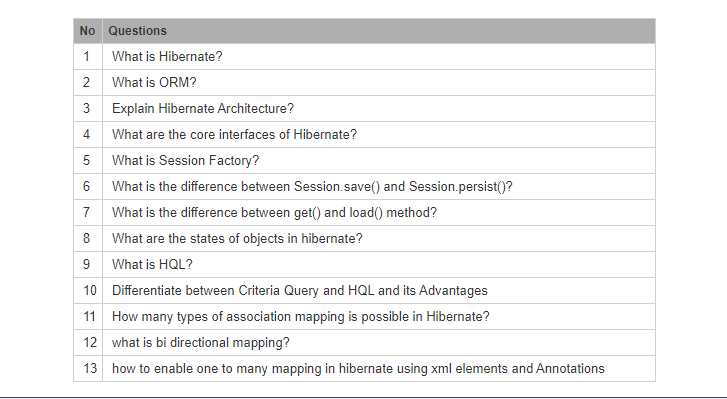 No Questions
1 What is Hibernate?
2 What is ORM?
3 Explain Hibernate Architecture?
4 What are the core interfaces of Hibernate?
5 What is Session Factory?
6 What is the difference between Session.save() and Session.persist()?
7 What is the difference between get() and load() method?
8 What are the states of objects in hibernate?
9 What is HQL?
10 Differentiate between Criteria Query and HQL and its Advantages
11 How many types of association mapping is possible in Hibernate?
12 what is bi directional mapping?
13 how to enable one to many mapping in hibernate using xml elements and Annotations